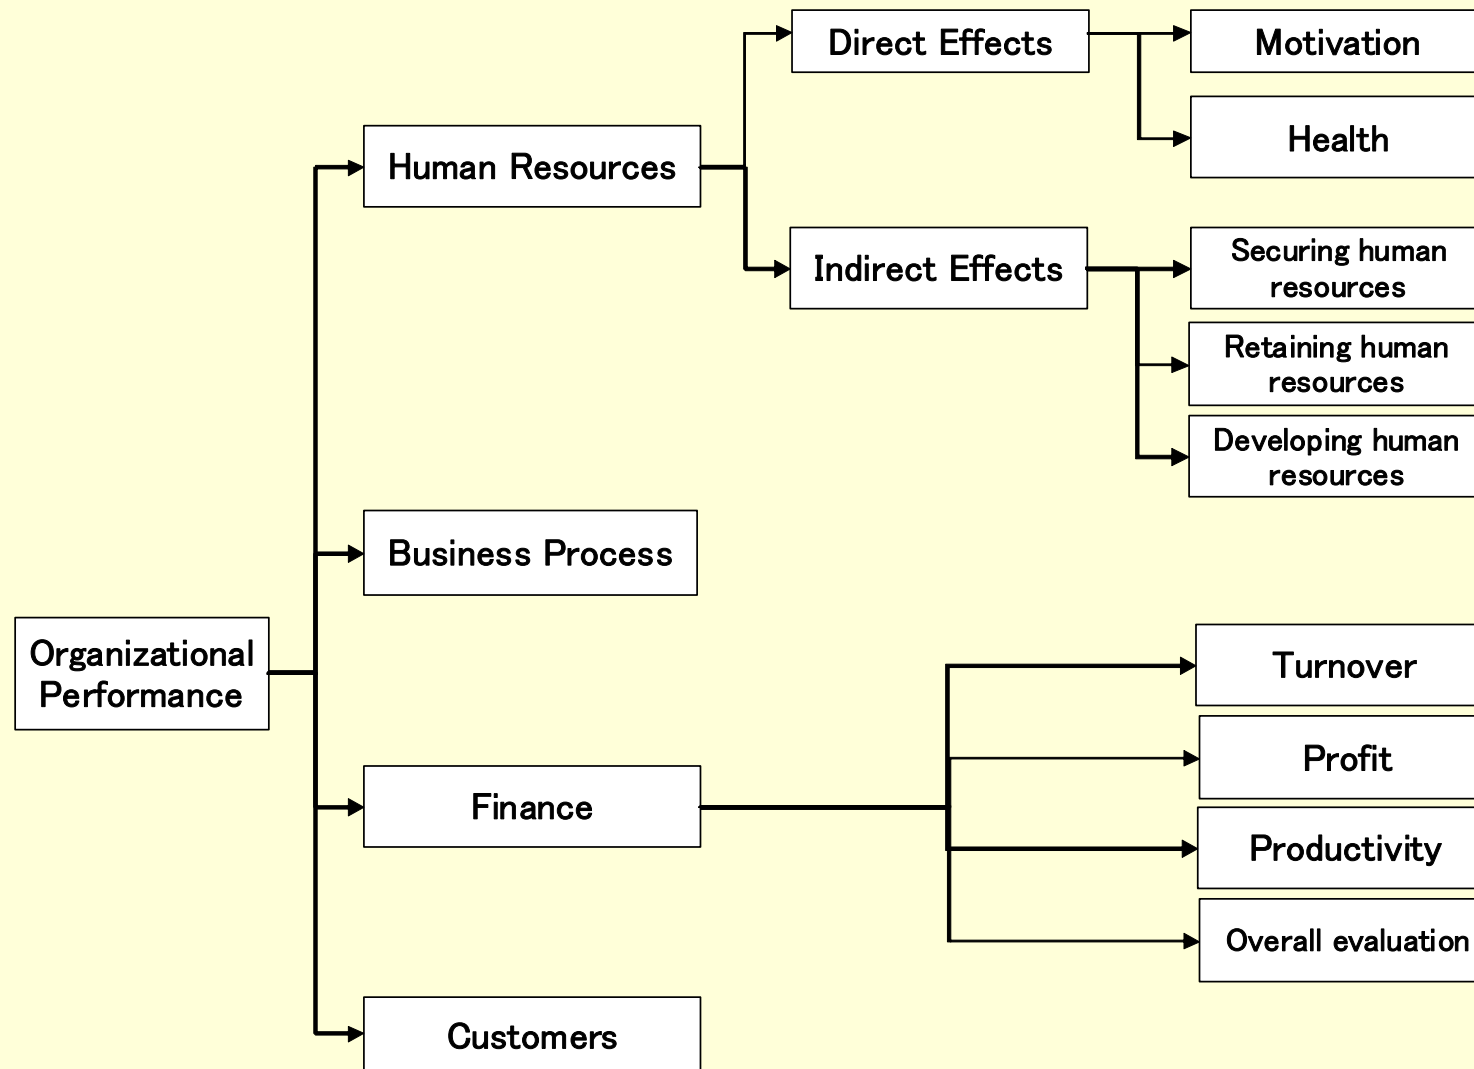 Direct Effects
Motivation
Health
Human Resources
Indirect Effects
Securing human
resources
Retaining human
resources
Developing human
resources
Business Process
Organizational
Performance
Turnover
Profit
Finance
Productivity
Overall evaluation
Customers